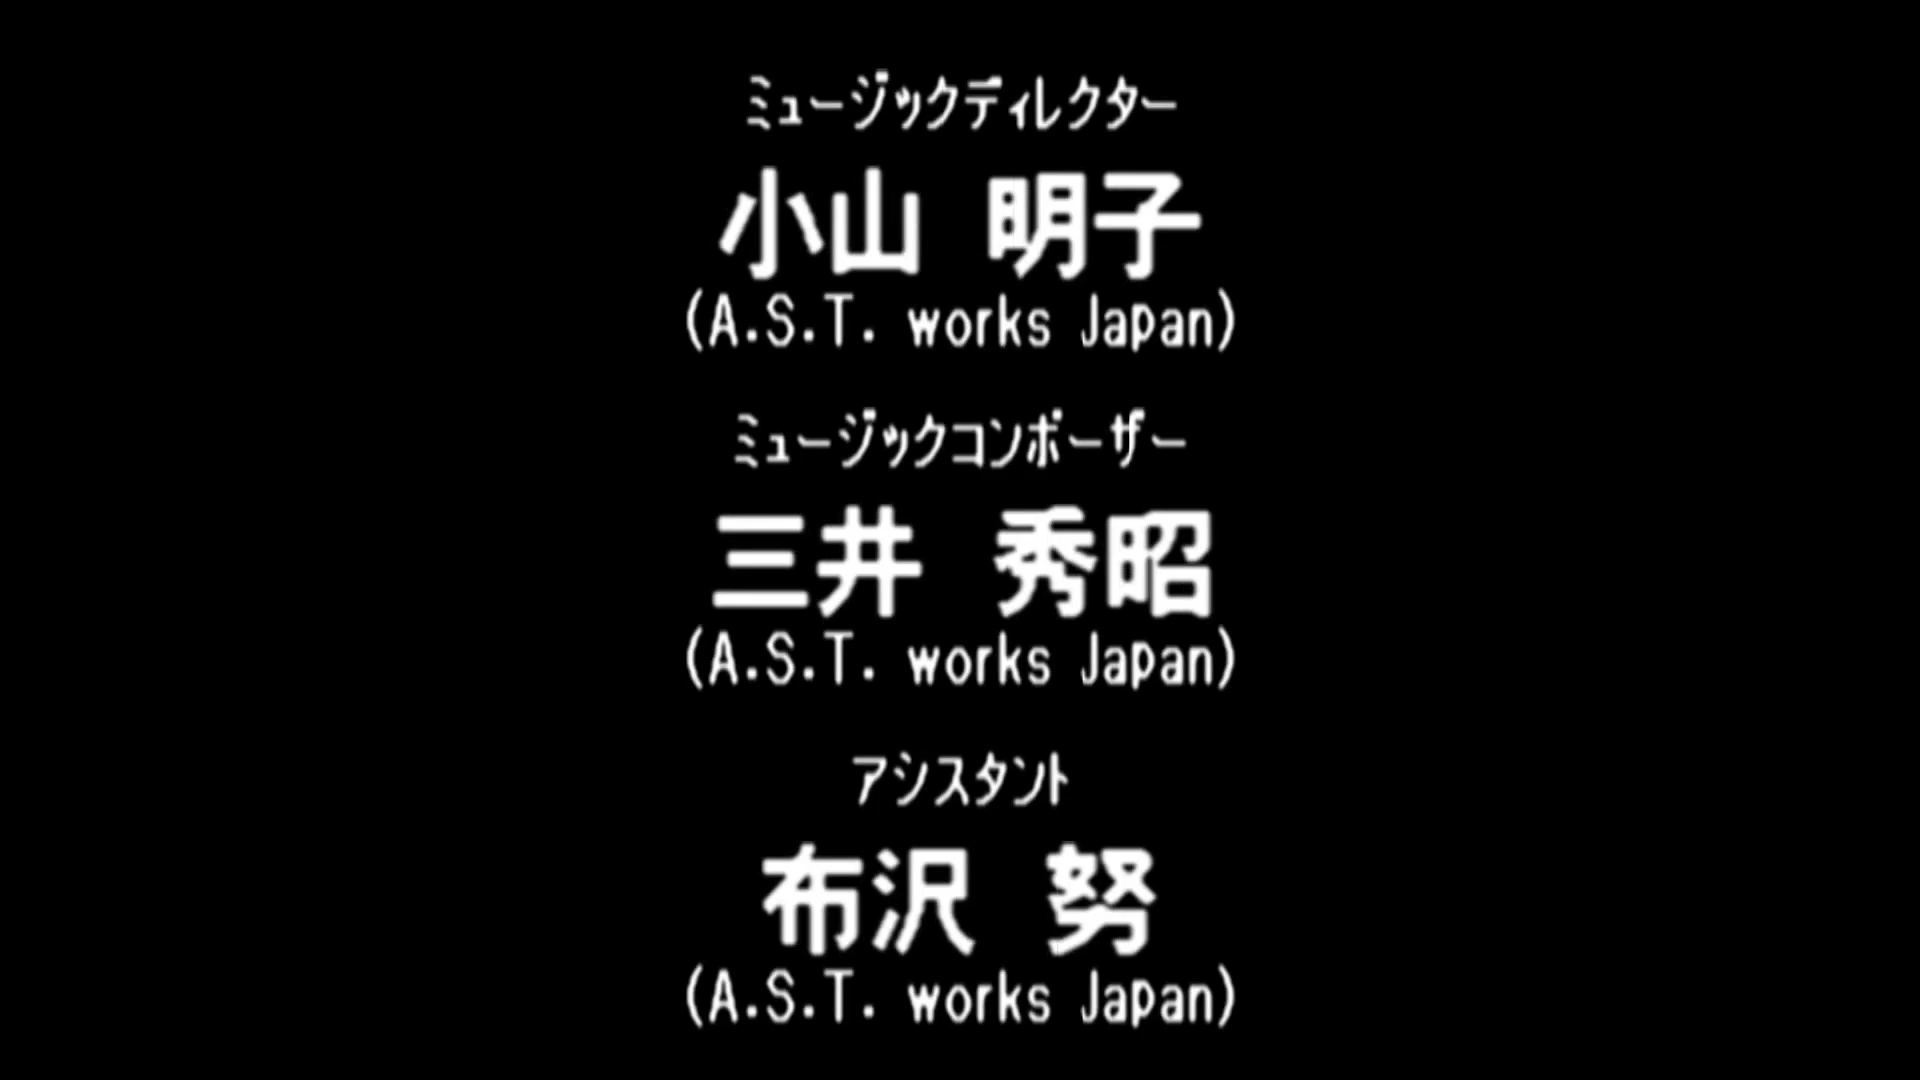 ミュージックディレクター
小山 明子
(A.S.T. works Japan)
ミュージックコンポーザー
三井 秀昭
(A.S.T. works Japan)
アシスタント
布沢 努
(A.S.T. works Japan)